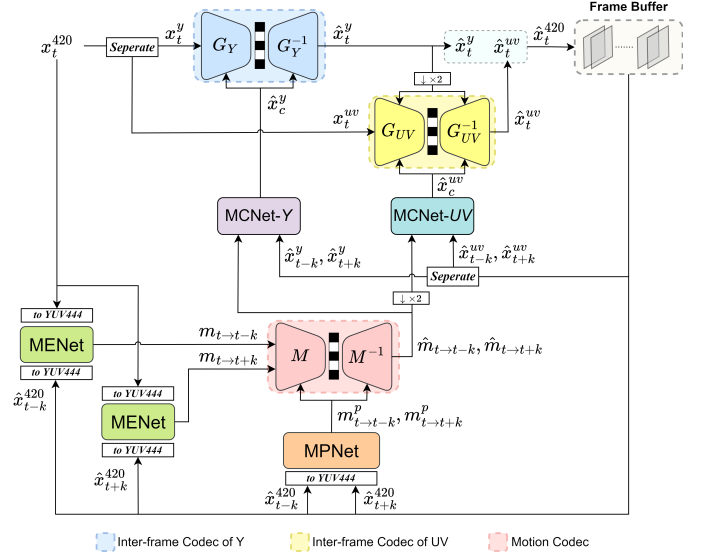 Frame Buffer
x_t^{420}
Seperate
x_t^y
G_Y
G_Y^{-1}
x̂_t^y
x̂_t^y
x̂_t^{uv}
x̂_t^{420}
......
↓×2
x̂_c^y
x_t^{uv}
G_{UV}
G_{UV}^{-1}
x̂_t^{uv}
x̂_c^{uv}
MCNet-Y
MCNet-UV
x̂_{t-k}^y, x̂_{t+k}^y
x̂_{t-k}^{uv}, x̂_{t+k}^{uv}
Seperate
↓×2
to YUV444
MENet
to YUV444
m_{t→t-k}
m_{t→t+k}
M
M^{-1}
m̂_{t→t-k}, m̂_{t→t+k}
x̂_{t-k}^{420}
to YUV444
MENet
to YUV444
m_{t→t-k}^p, m_{t→t+k}^p
MPNet
to YUV444
x̂_{t+k}^{420}
x̂_{t-k}^{420}
x̂_{t+k}^{420}
Inter-frame Codec of Y
Inter-frame Codec of UV
Motion Codec